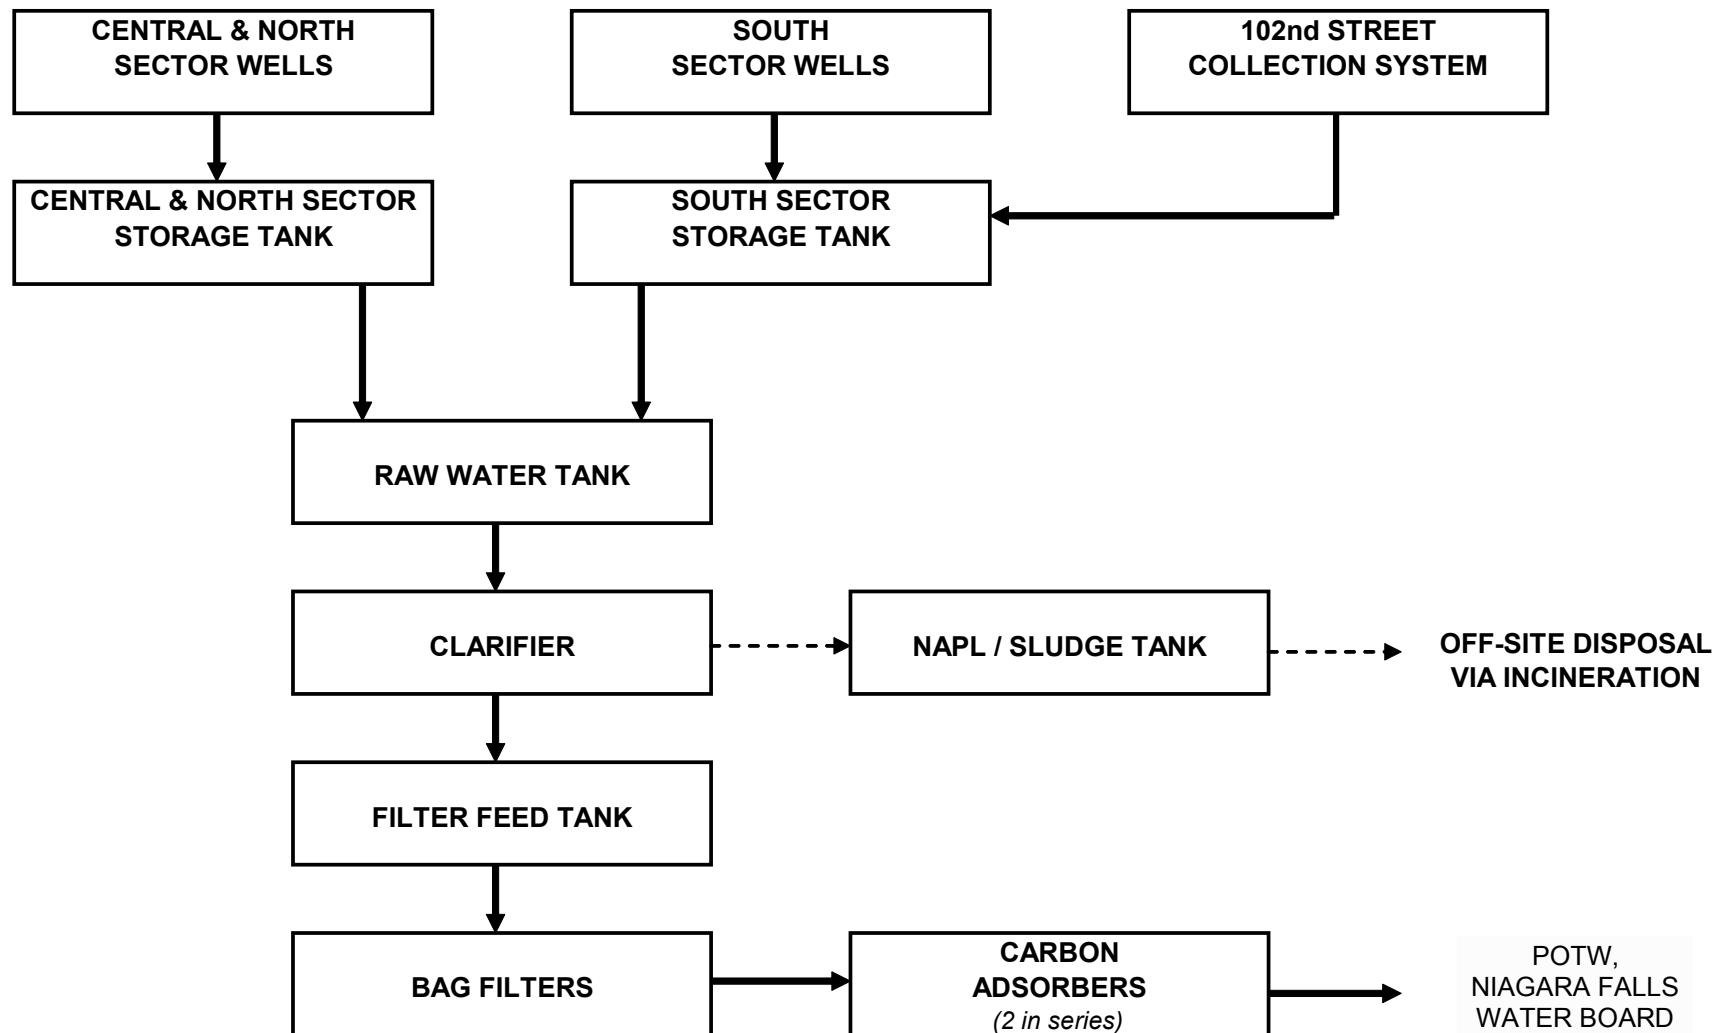 CENTRAL & NORTH
SECTOR WELLS
SOUTH
SECTOR WELLS
102nd STREET
COLLECTION SYSTEM
CENTRAL & NORTH SECTOR
STORAGE TANK
SOUTH SECTOR
STORAGE TANK
RAW WATER TANK
CLARIFIER
NAPL / SLUDGE TANK
OFF-SITE DISPOSAL
VIA INCINERATION
FILTER FEED TANK
BAG FILTERS
CARBON
ADSORBERS
(2 in series)
POTW,
NIAGARA FALLS
WATER BOARD